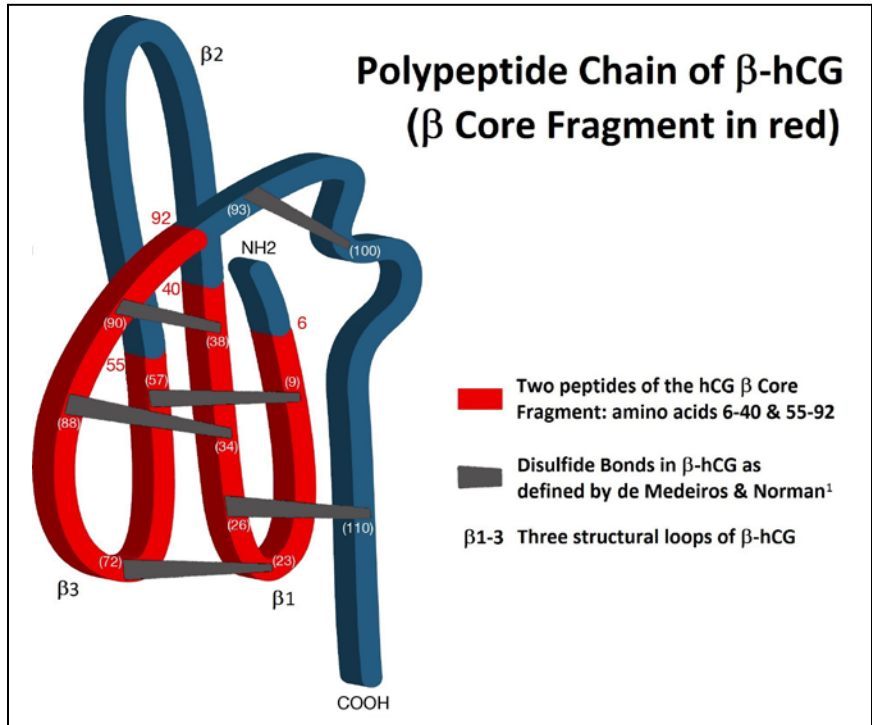 Polypeptide Chain of β-hCG
(β Core Fragment in red)
β2
92
(93)
NH2
(100)
40
6
(90)
(38)
55
(57)
(9)
(88)
(34)
(26)
(110)
(72)
(23)
β3
β1
COOH
Two peptides of the hCG β Core
Fragment: amino acids 6-40 & 55-92
Disulfide Bonds in β-hCG as
defined by de Medeiros & Norman¹
β1-3 Three structural loops of β-hCG